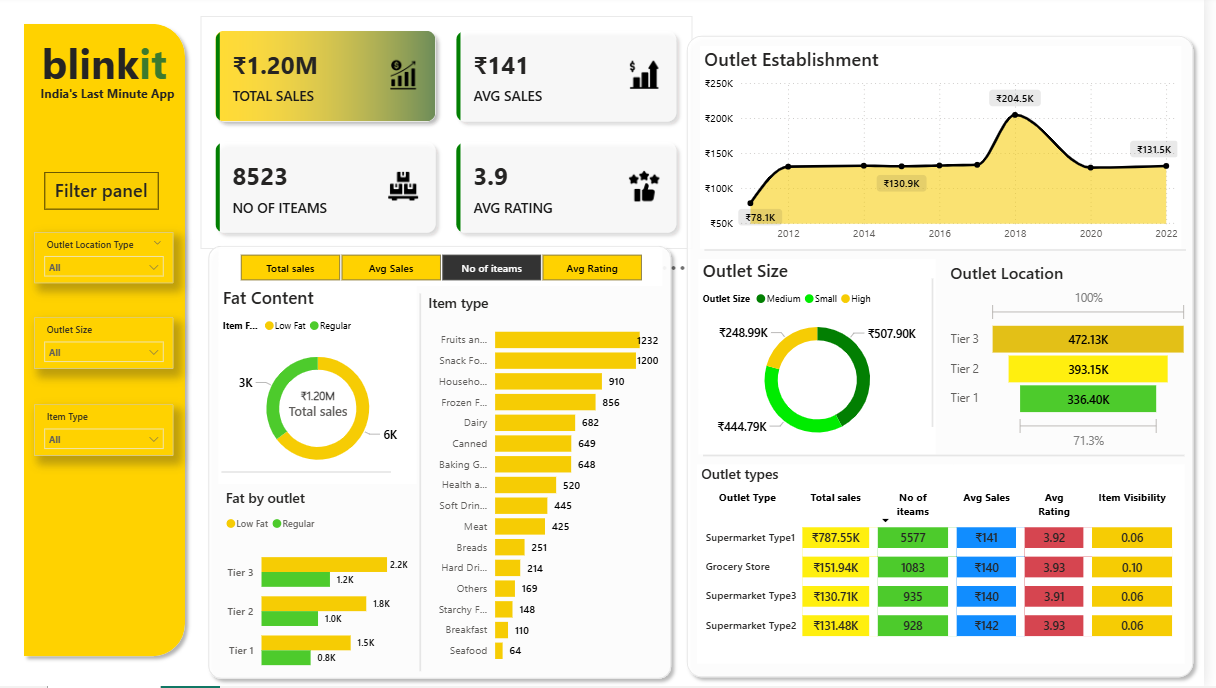 blinkit
India's Last Minute App
Filter panel
Outlet Location Type
All
Outlet Size
All
Item Type
All
₹1.20M
TOTAL SALES
₹141
AVG SALES
8523
NO OF ITEAMS
3.9
AVG RATING
Total sales
Avg Sales
No of iteams
Avg Rating
Fat Content
Item F... Low Fat Regular
3K
₹1.20M
Total sales
6K
Fat by outlet
Low Fat Regular
Tier 3 2.2K
1.2K
Tier 2 1.8K
1.0K
Tier 1 1.5K
0.8K
Item type
Fruits an... 1232
Snack Fo... 1200
Househo... 910
Frozen F... 856
Dairy 682
Canned 649
Baking G... 648
Health a... 520
Soft Drin... 445
Meat 425
Breads 251
Hard Dri... 214
Others 169
Starchy F... 148
Breakfast 110
Seafood 64
Outlet Establishment
₹250K
₹200K
₹150K
₹100K
₹50K
₹78.1K
₹130.9K
₹204.5K
₹131.5K
2012 2014 2016 2018 2020 2022
Outlet Size
Outlet Size Medium Small High
₹248.99K
₹507.90K
₹444.79K
Outlet Location
100%
Tier 3 472.13K
Tier 2 393.15K
Tier 1 336.40K
71.3%
Outlet types
Outlet Type Total sales No of iteams Avg Sales Avg Rating Item Visibility
Supermarket Type1 ₹787.55K 5577 ₹141 3.92 0.06
Grocery Store ₹151.94K 1083 ₹140 3.93 0.10
Supermarket Type3 ₹130.71K 935 ₹140 3.91 0.06
Supermarket Type2 ₹131.48K 928 ₹142 3.93 0.06